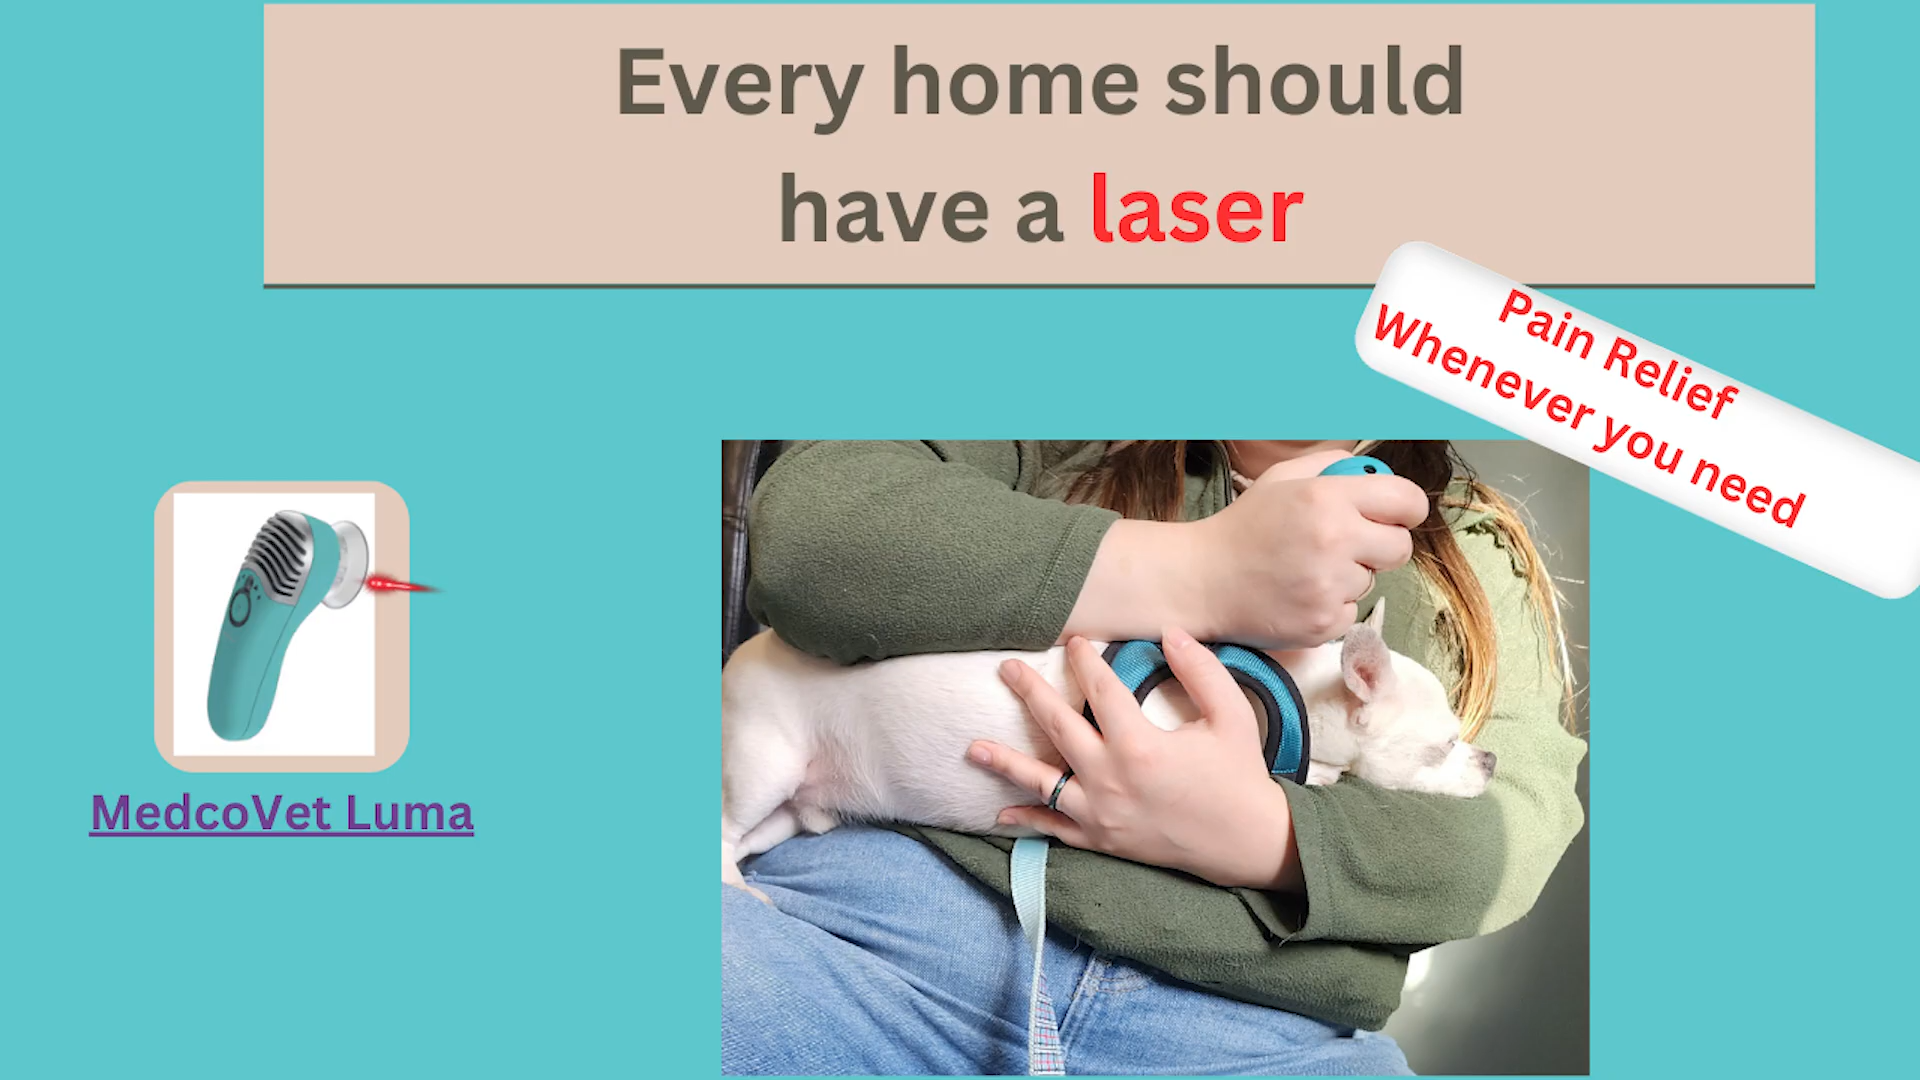 Every home should
have a laser
Pain Relief
Whenever you need
MedcoVet Luma